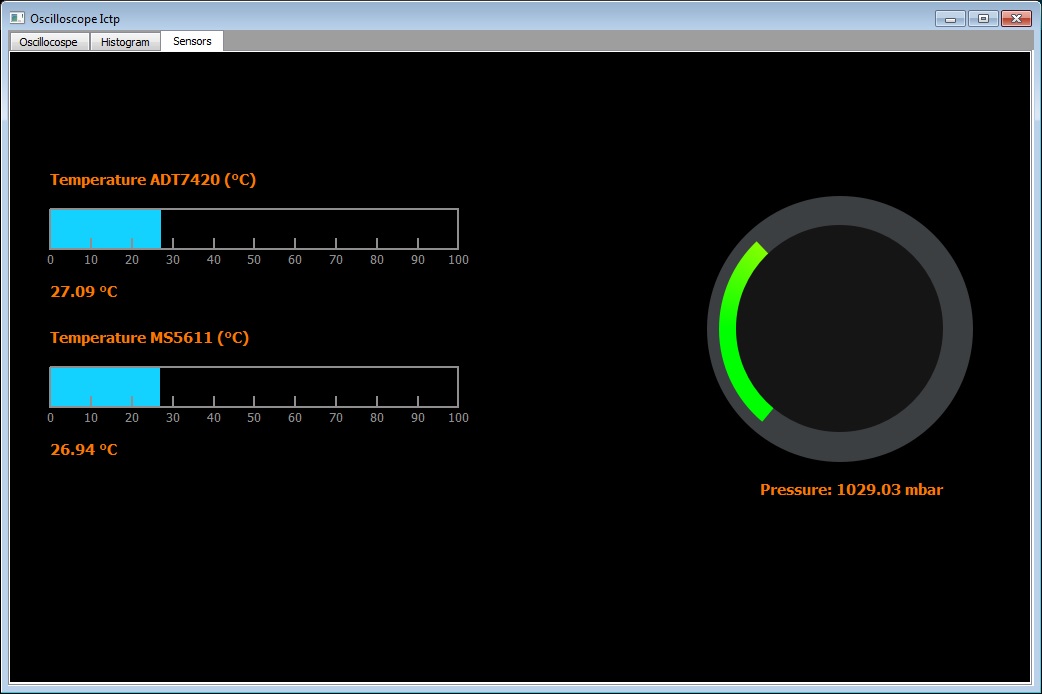 Oscilloscope Ictp
Oscillocospe Histogram Sensors
Temperature ADT7420 (°C)
0 10 20 30 40 50 60 70 80 90 100
27.09 °C
Temperature MS5611 (°C)
0 10 20 30 40 50 60 70 80 90 100
26.94 °C
Pressure: 1029.03 mbar